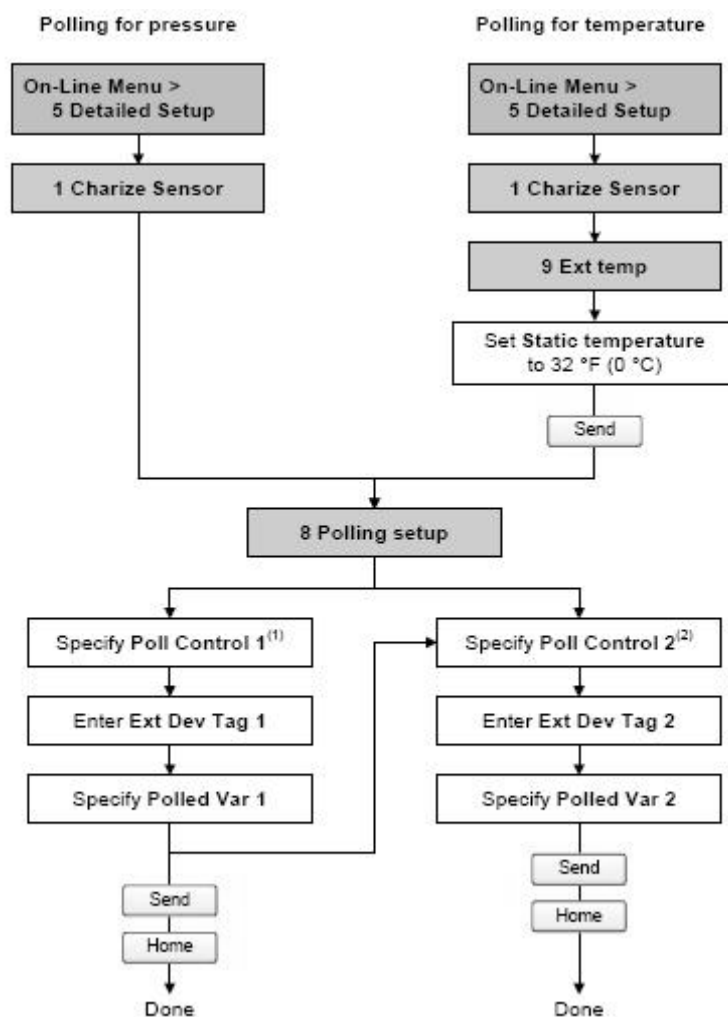 Polling for pressure
Polling for temperature
On-Line Menu >
5 Detailed Setup
On-Line Menu >
5 Detailed Setup
1 Charize Sensor
1 Charize Sensor
9 Ext temp
Set Static temperature
to 32 °F (0 °C)
Send
8 Polling setup
Specify Poll Control 1(1)
Specify Poll Control 2(2)
Enter Ext Dev Tag 1
Enter Ext Dev Tag 2
Specify Polled Var 1
Specify Polled Var 2
Send
Home
Done
Send
Home
Done